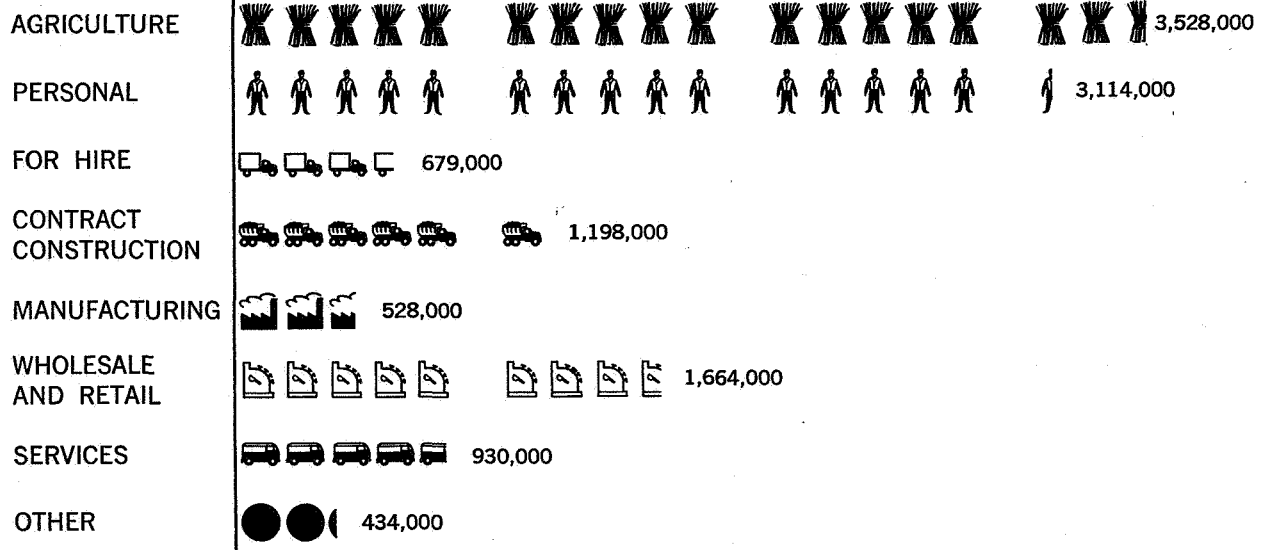 AGRICULTURE 3,528,000
PERSONAL 3,114,000
FOR HIRE 679,000
CONTRACT
CONSTRUCTION 1,198,000
MANUFACTURING 528,000
WHOLESALE
AND RETAIL 1,664,000
SERVICES 930,000
OTHER 434,000